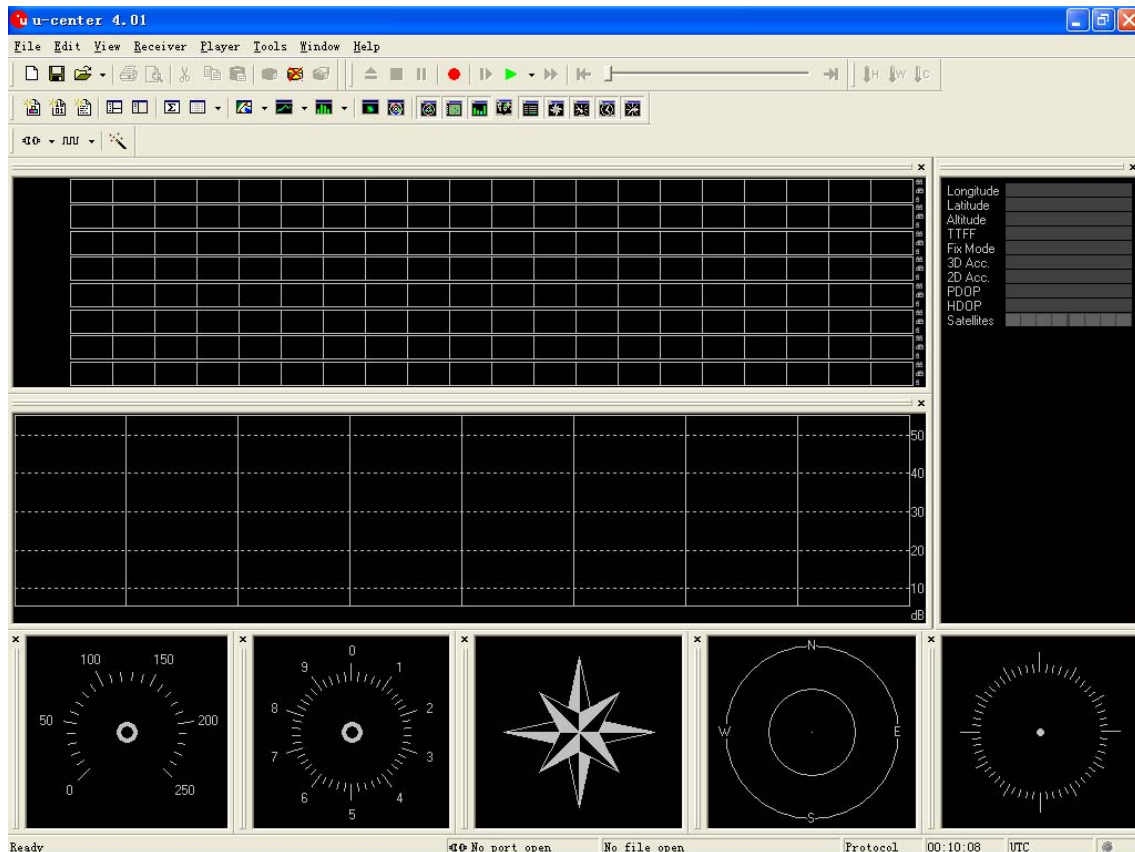 u-center 4.01
File Edit View Receiver Player Tools Window Help
H W C
Longitude
Latitude
Altitude
TTFF
Fix Mode
3D Acc.
2D Acc.
PDOP
HDOP
Satellites
50
40
30
20
10
dB
0 50 100 150 200 250
0 1 2 3 4 5 6 7 8 9
N
W E
S
Ready No port open No file open Protocol 00:10:08 UTC